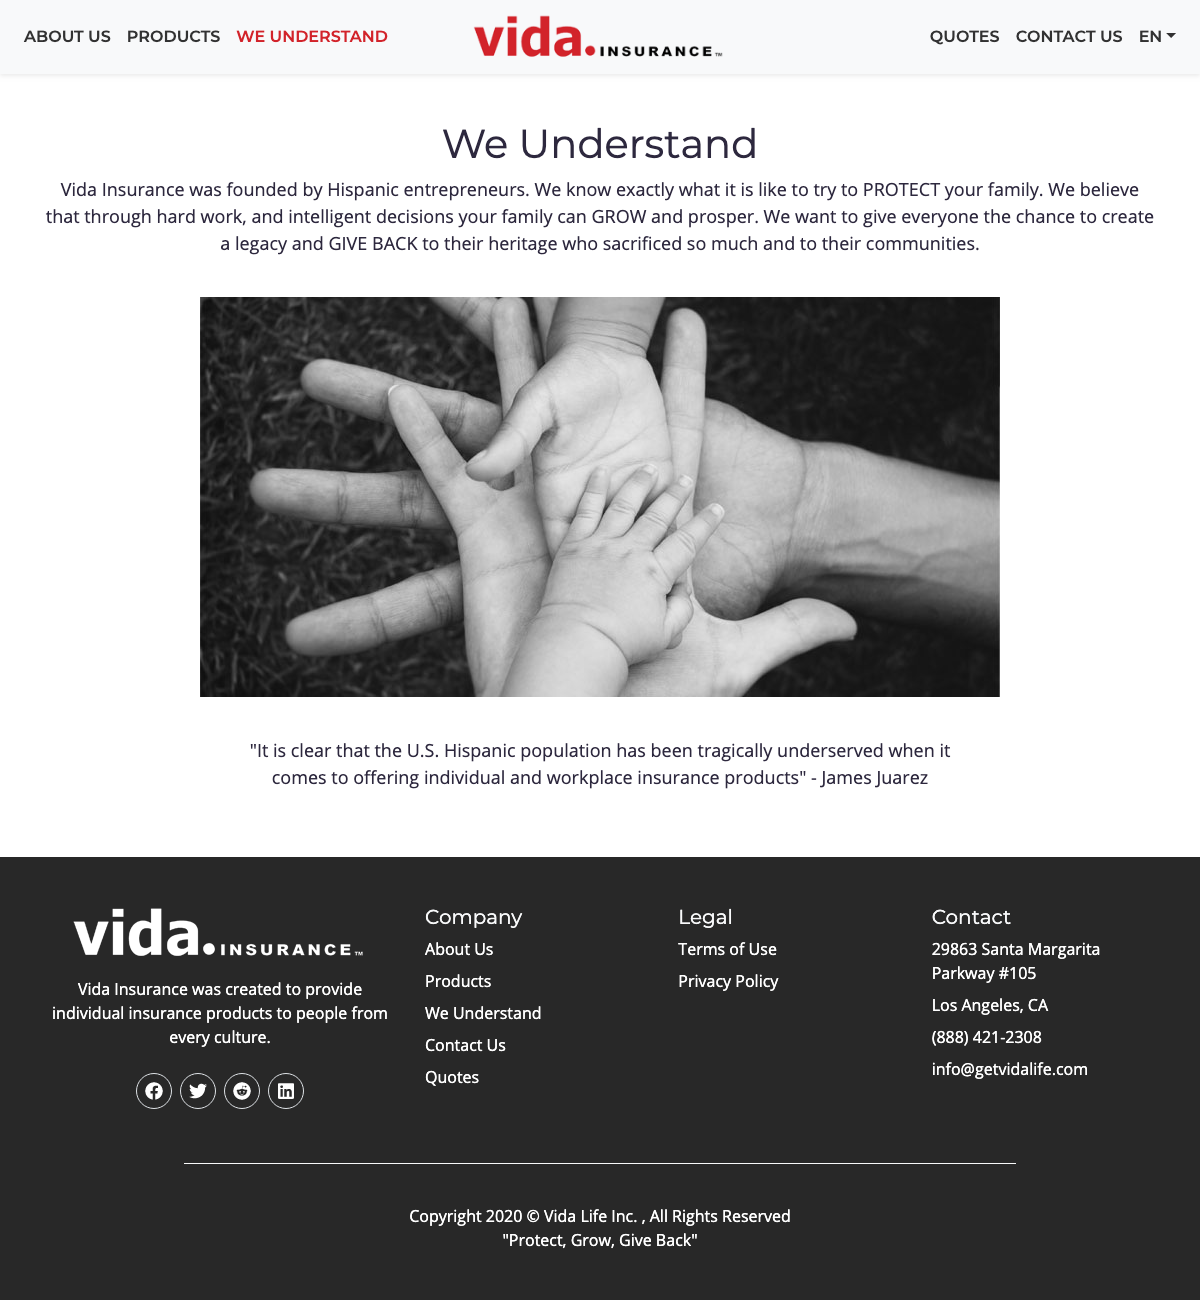 ABOUT US PRODUCTS WE UNDERSTAND vida. INSURANCE™ QUOTES CONTACT US EN
We Understand
Vida Insurance was founded by Hispanic entrepreneurs. We know exactly what it is like to try to PROTECT your family. We believe
that through hard work, and intelligent decisions your family can GROW and prosper. We want to give everyone the chance to create
a legacy and GIVE BACK to their heritage who sacrificed so much and to their communities.
"It is clear that the U.S. Hispanic population has been tragically underserved when it
comes to offering individual and workplace insurance products" - James Juarez
vida. INSURANCE™
Vida Insurance was created to provide
individual insurance products to people from
every culture.
Company
About Us
Products
We Understand
Contact Us
Quotes
Legal
Terms of Use
Privacy Policy
Contact
29863 Santa Margarita
Parkway #105
Los Angeles, CA
(888) 421-2308
info@getvidalife.com
Copyright 2020 © Vida Life Inc. , All Rights Reserved
"Protect, Grow, Give Back"